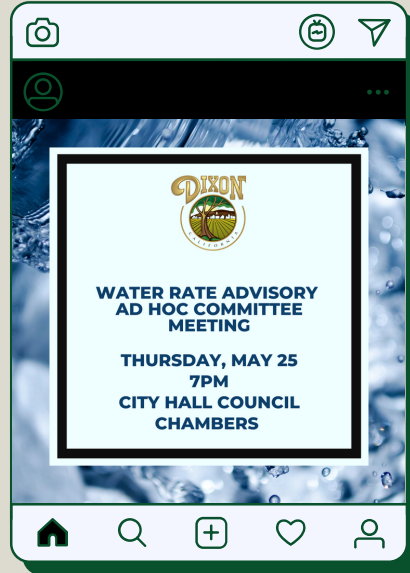 DIXON
CALIFORNIA
WATER RATE ADVISORY
AD HOC COMMITTEE
MEETING
THURSDAY, MAY 25
7PM
CITY HALL COUNCIL
CHAMBERS